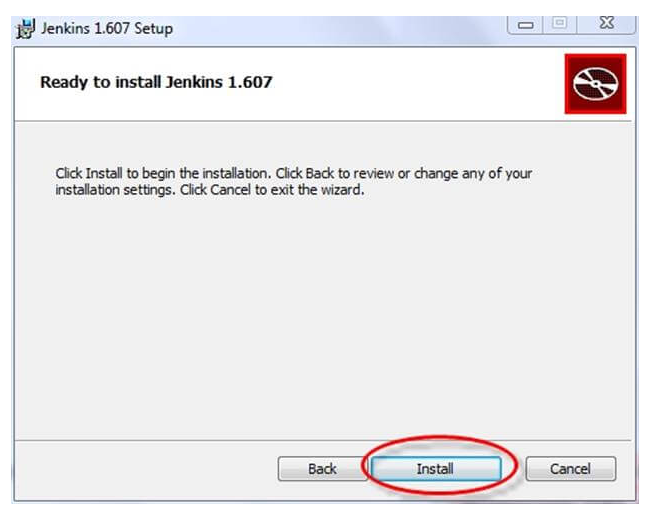 Jenkins 1.607 Setup
Ready to install Jenkins 1.607
Click Install to begin the installation. Click Back to review or change any of your
installation settings. Click Cancel to exit the wizard.
Back Install Cancel